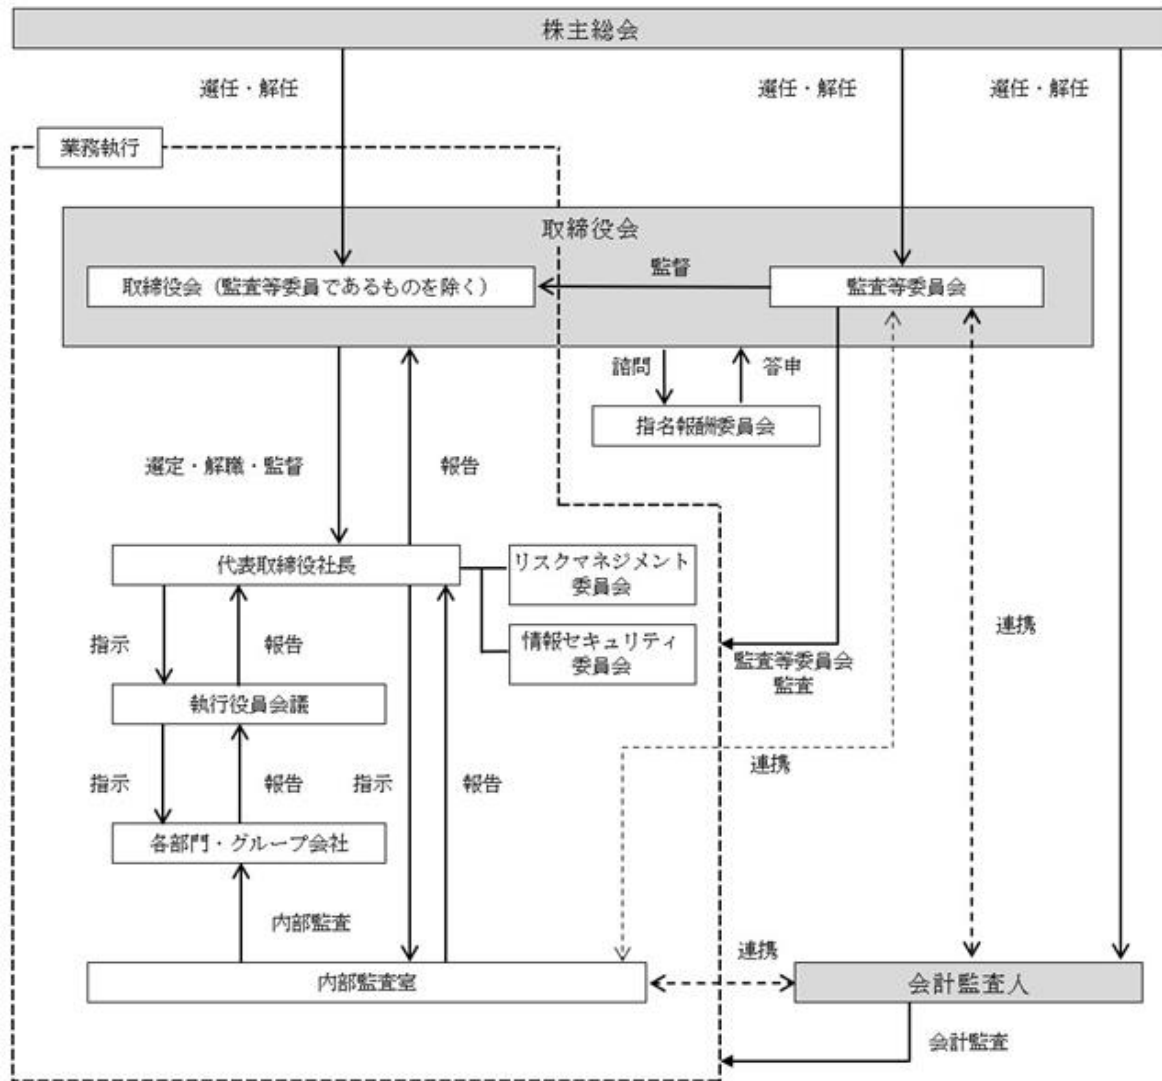 株主総会
選任・解任
選任・解任
選任・解任
業務執行
取締役会
監督
取締役会（監査等委員であるものを除く）
監査等委員会
諮問
答申
指名報酬委員会
選定・解職・監督
報告
代表取締役社長
リスクマネジメント
委員会
指示
報告
情報セキュリティ
委員会
連携
監査等委員会
監査
執行役員会議
連携
指示
報告
指示
報告
各部門・グループ会社
内部監査
連携
内部監査室
会計監査人
会計監査